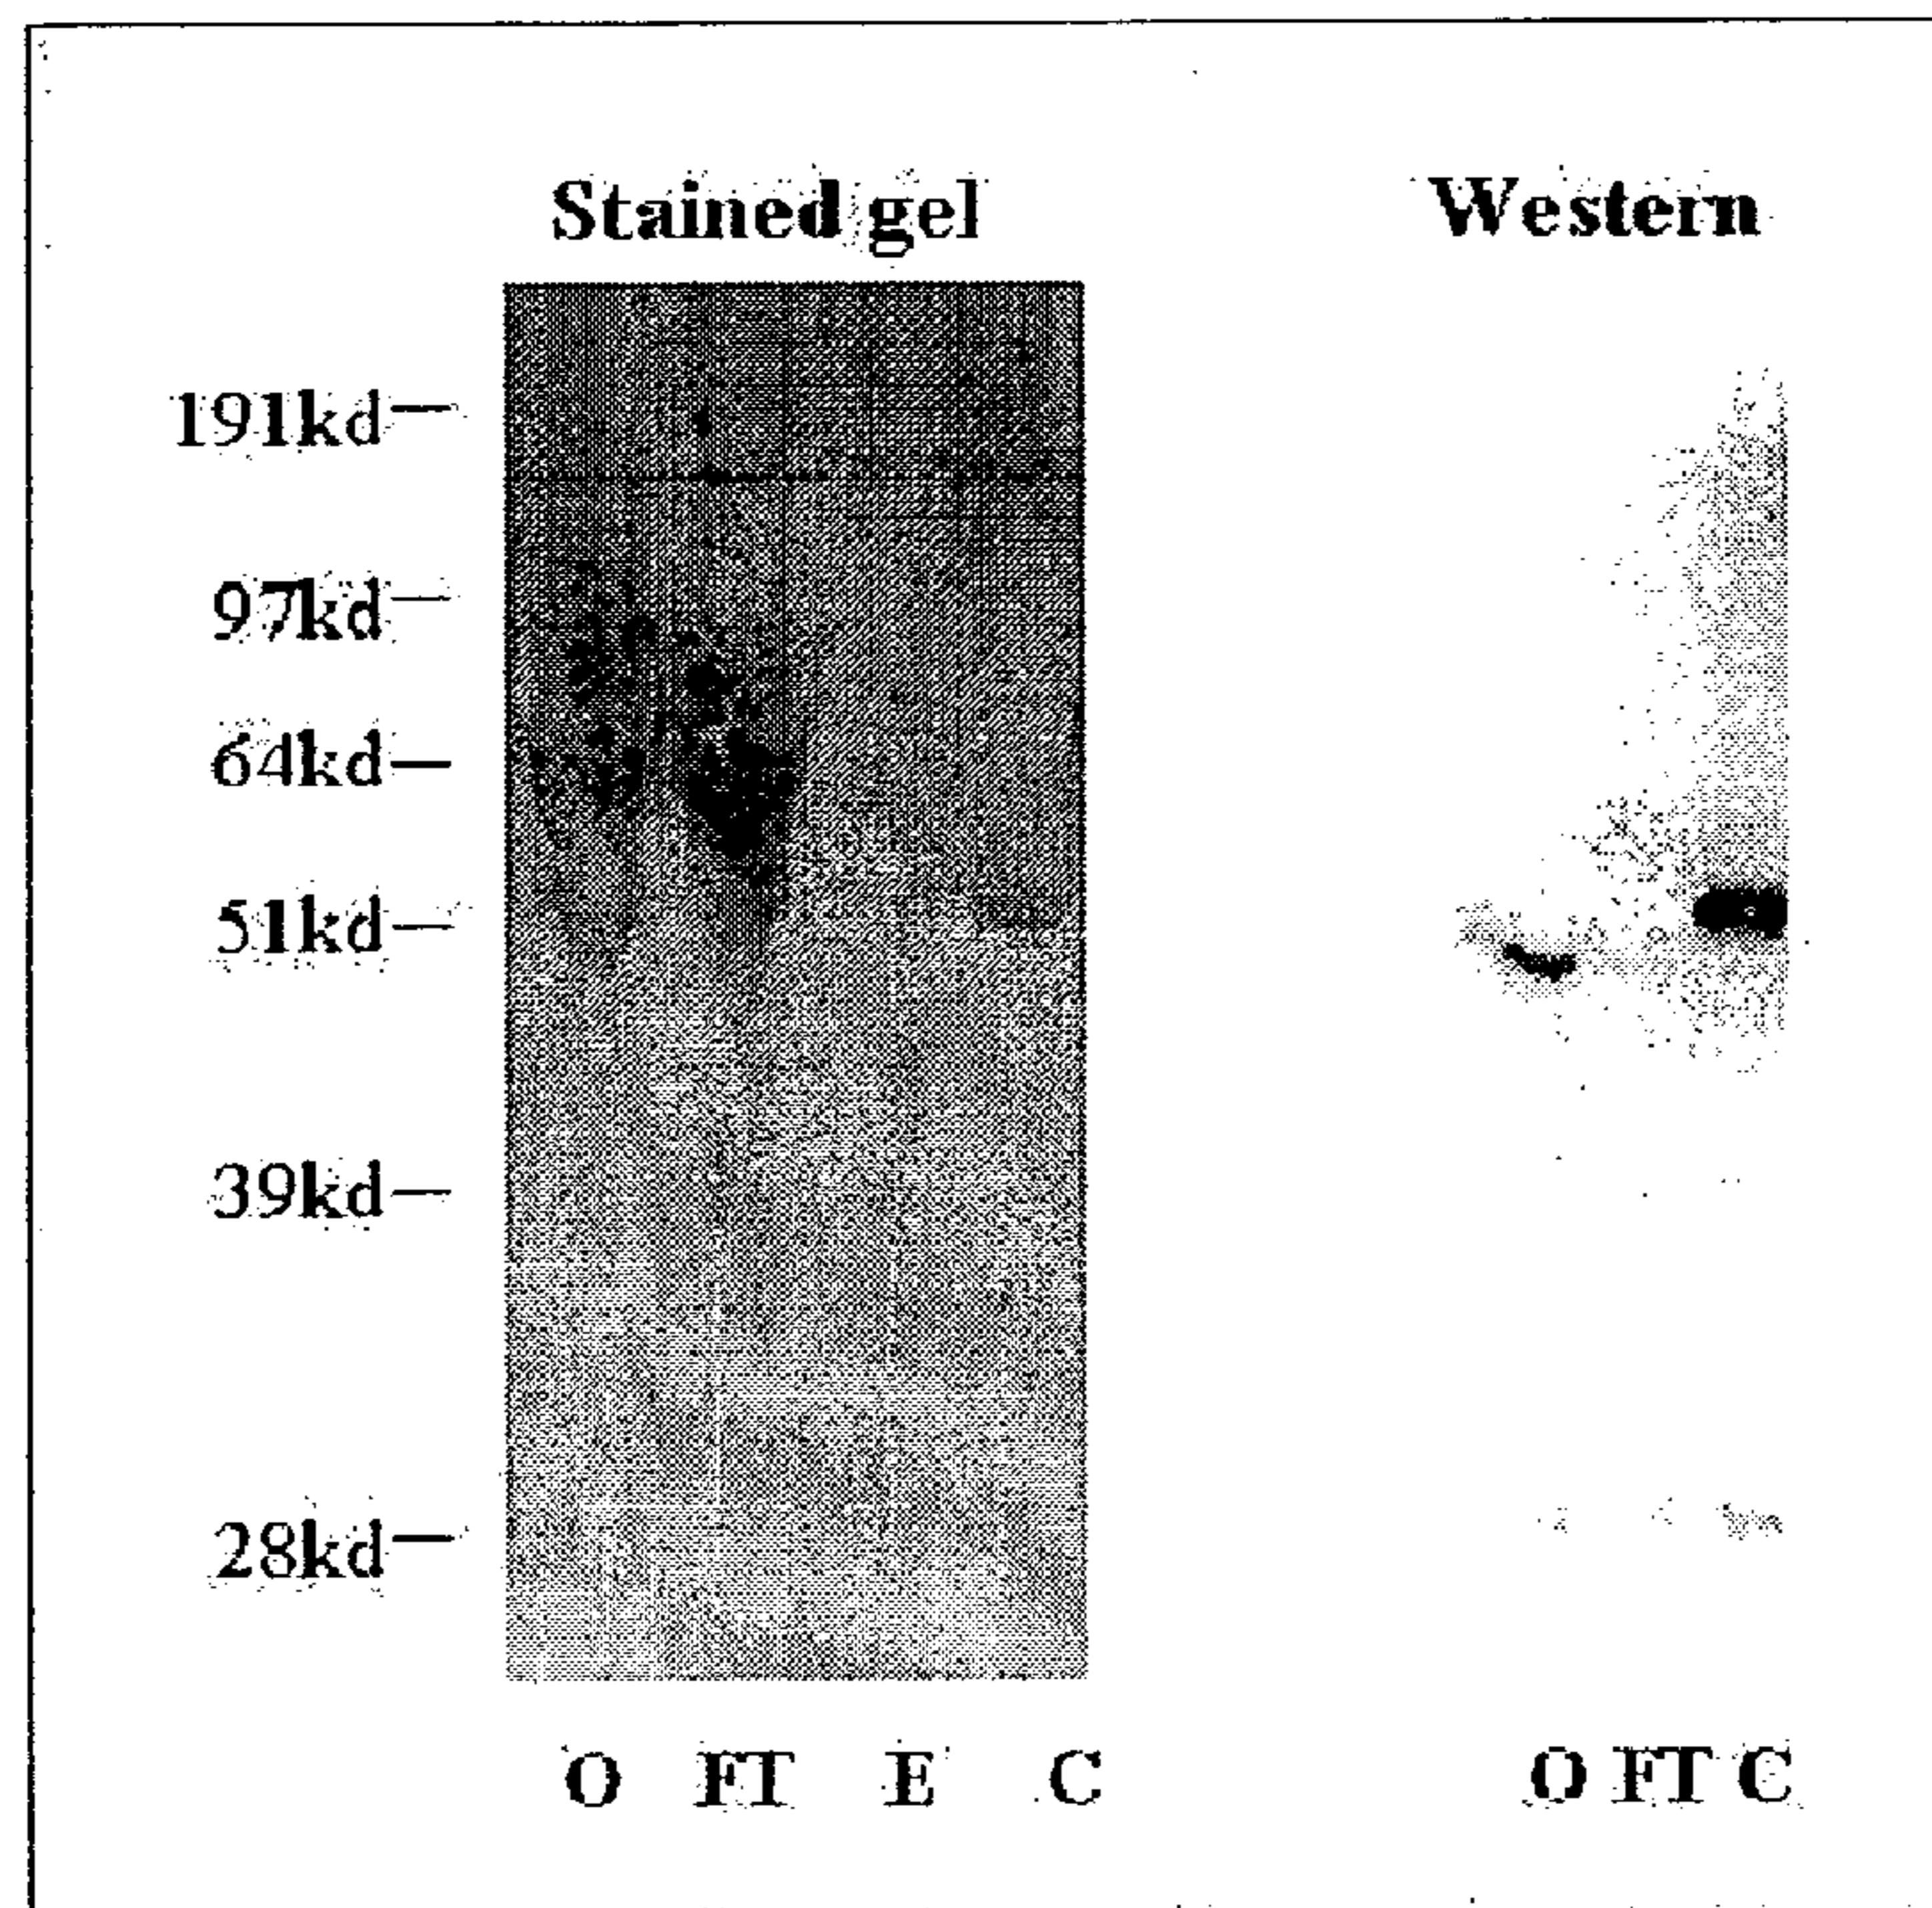 Stained gel Western
191kd
97kd
64kd
51kd
39kd
28kd
O FT E C O FT C